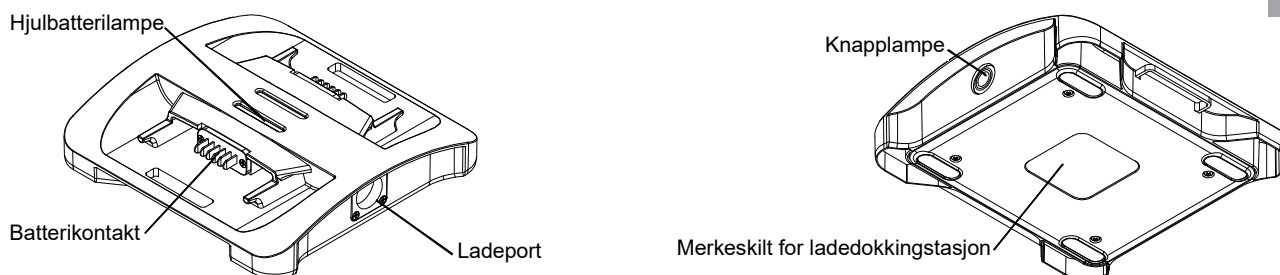 Hjulbatterilampe
Knapplampe
Batterikontakt
Ladeport
Merkeskilt for ladedokkingstasjon